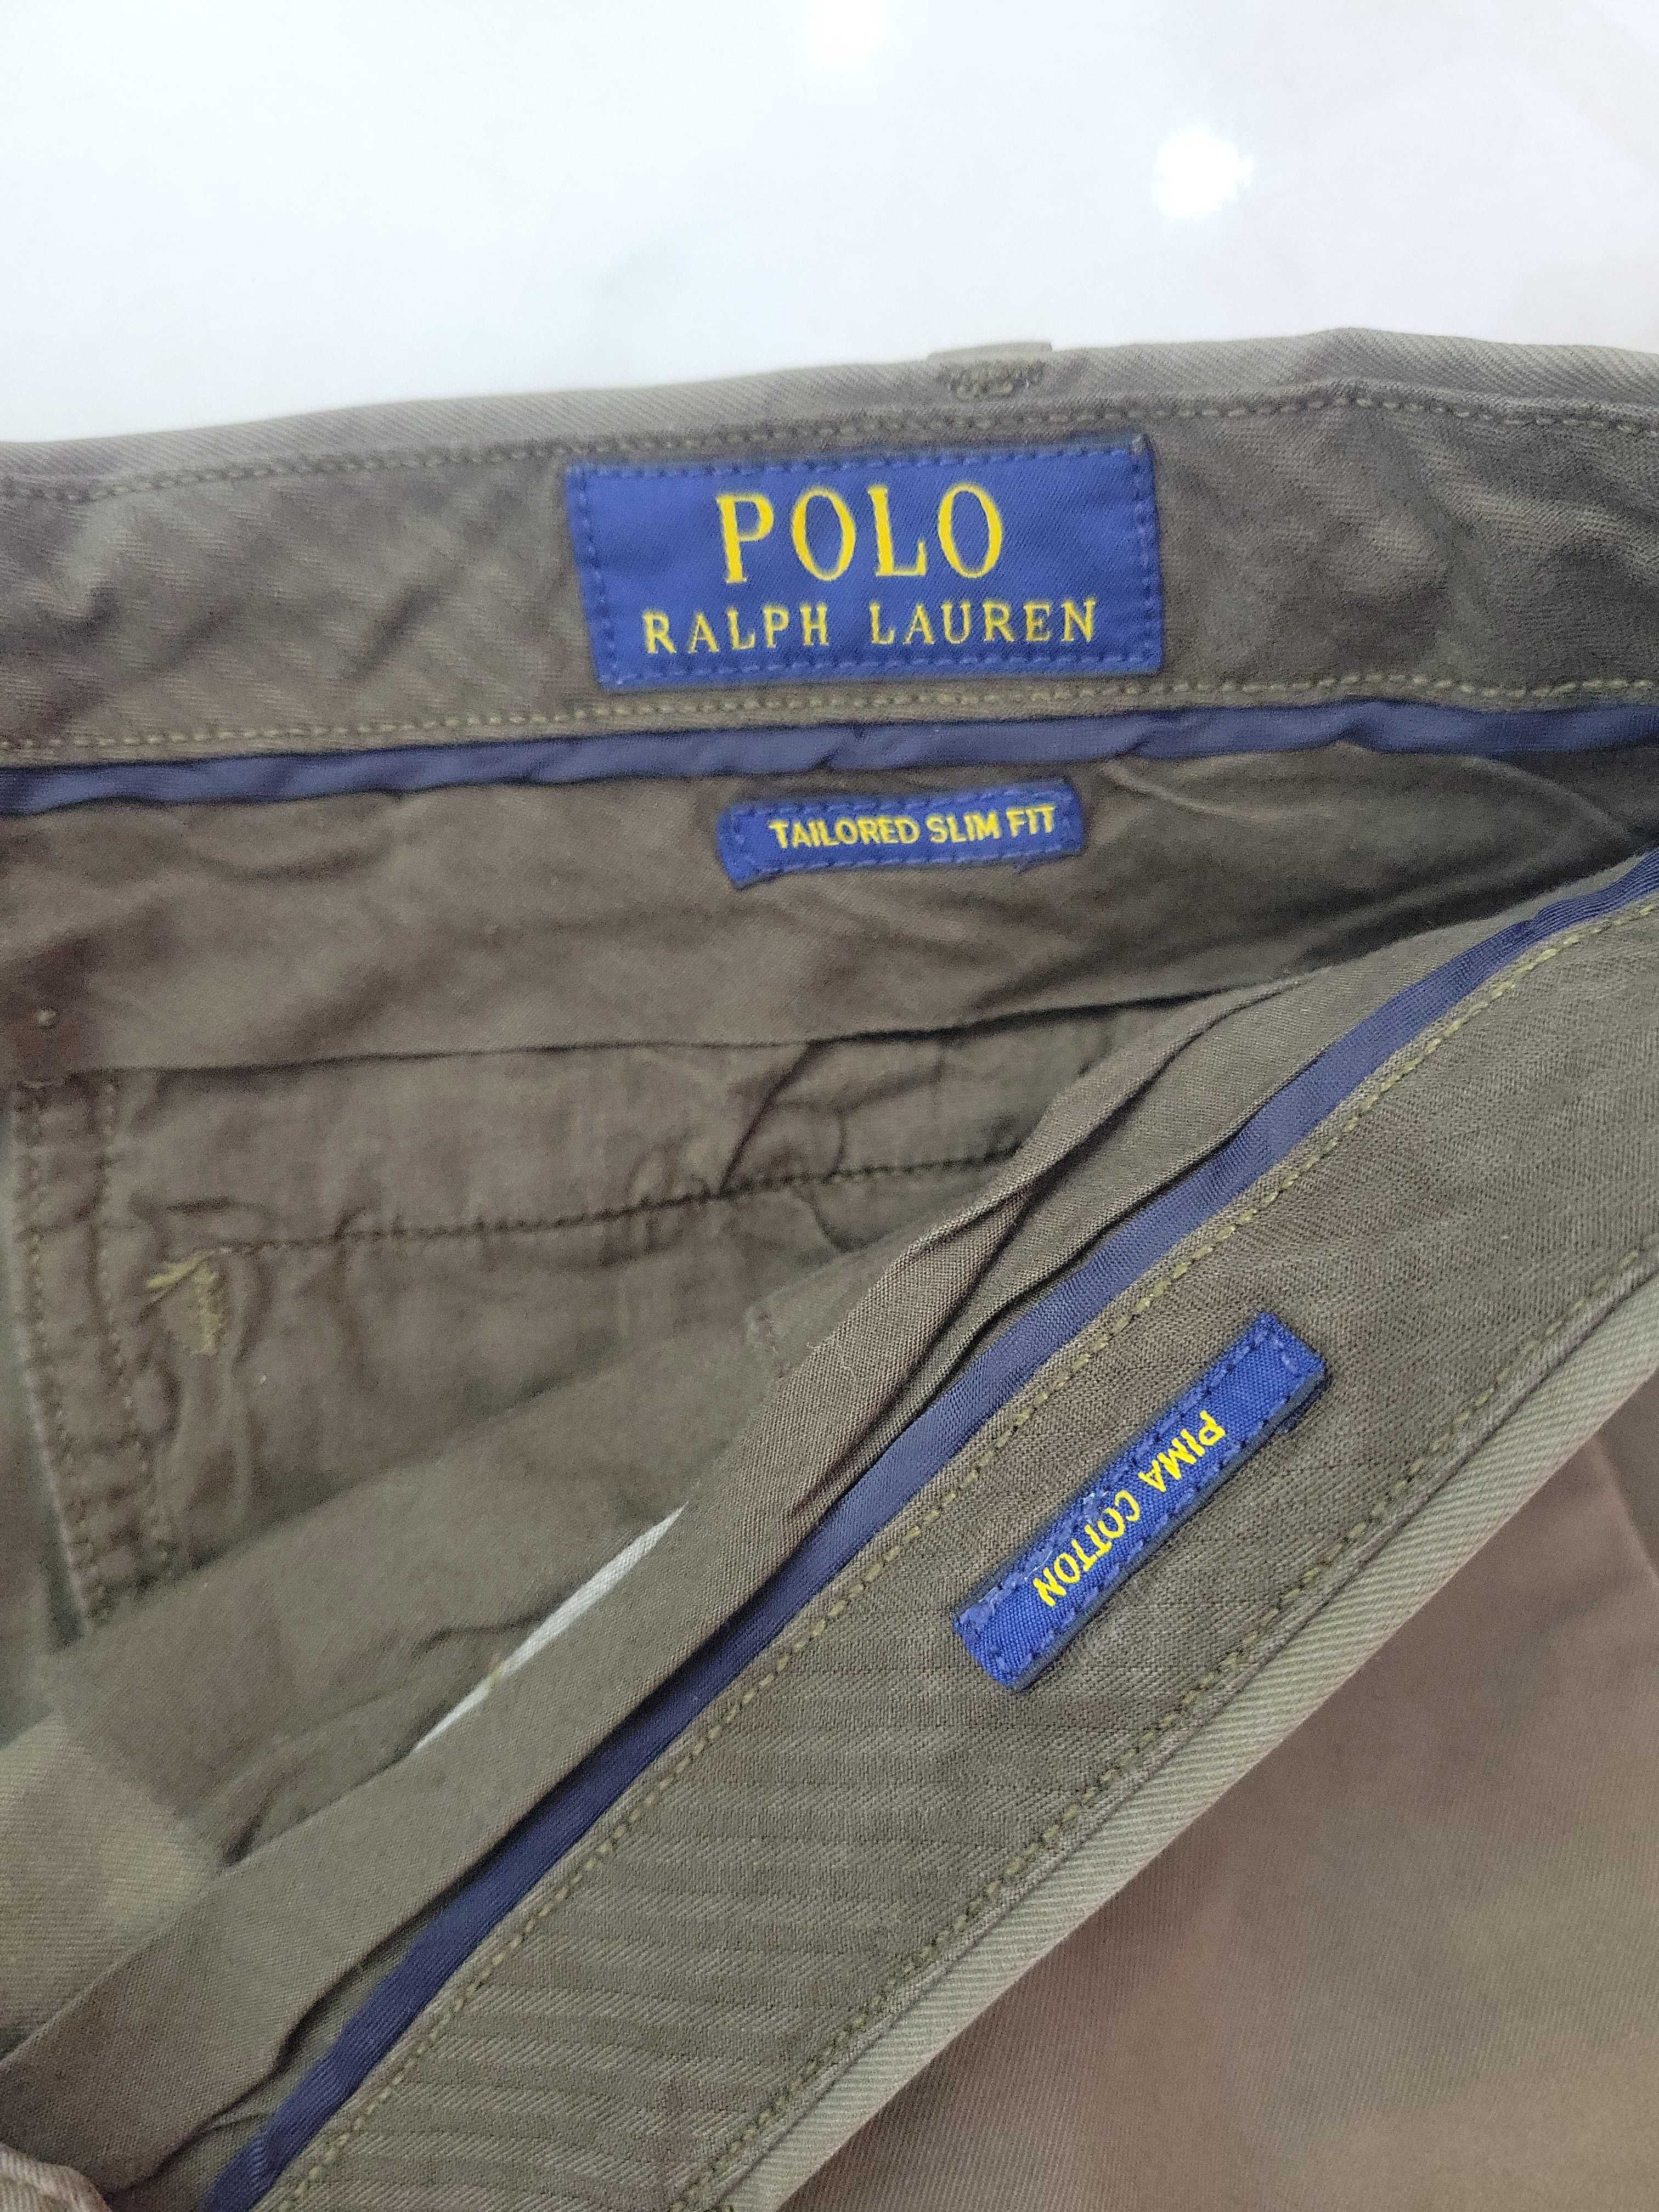 POLO
RALPH LAUREN
TAILORED SLIM FIT
PIMA COTTON